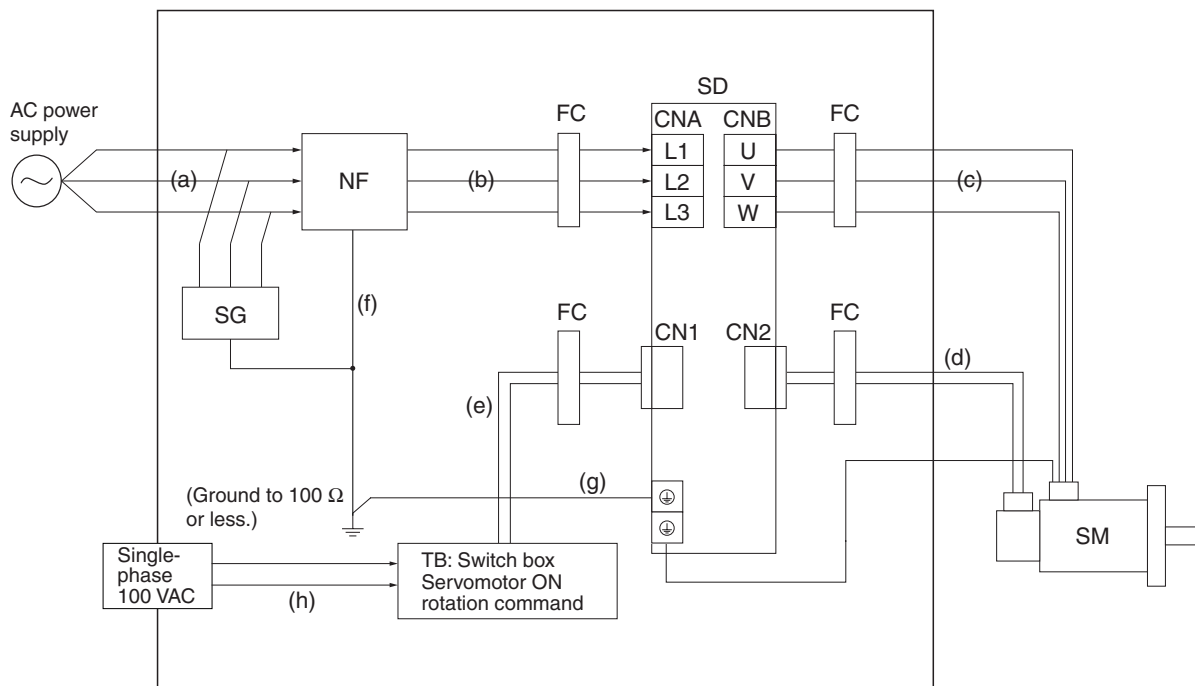 SD
AC power
supply
FC
CNA
CNB
FC
L1
U
(a)
NF
(b)
L2
V
(c)
L3
W
SG
(f)
FC
CN1
CN2
FC
(d)
(e)
(Ground to 100 Ω
or less.)
(g)
Single-
phase
100 VAC
(h)
TB: Switch box
Servomotor ON
rotation command
SM